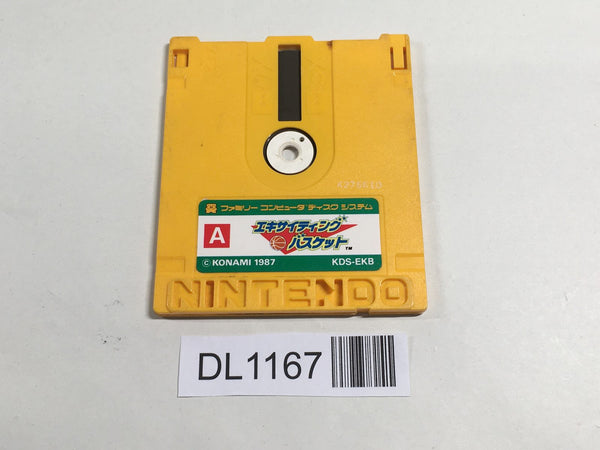 ファミリー コンピュータ ディスク システム
A
エキサイティング
バスケット TM
© KONAMI 1987 KDS-EKB
NINTENDO
DL1167